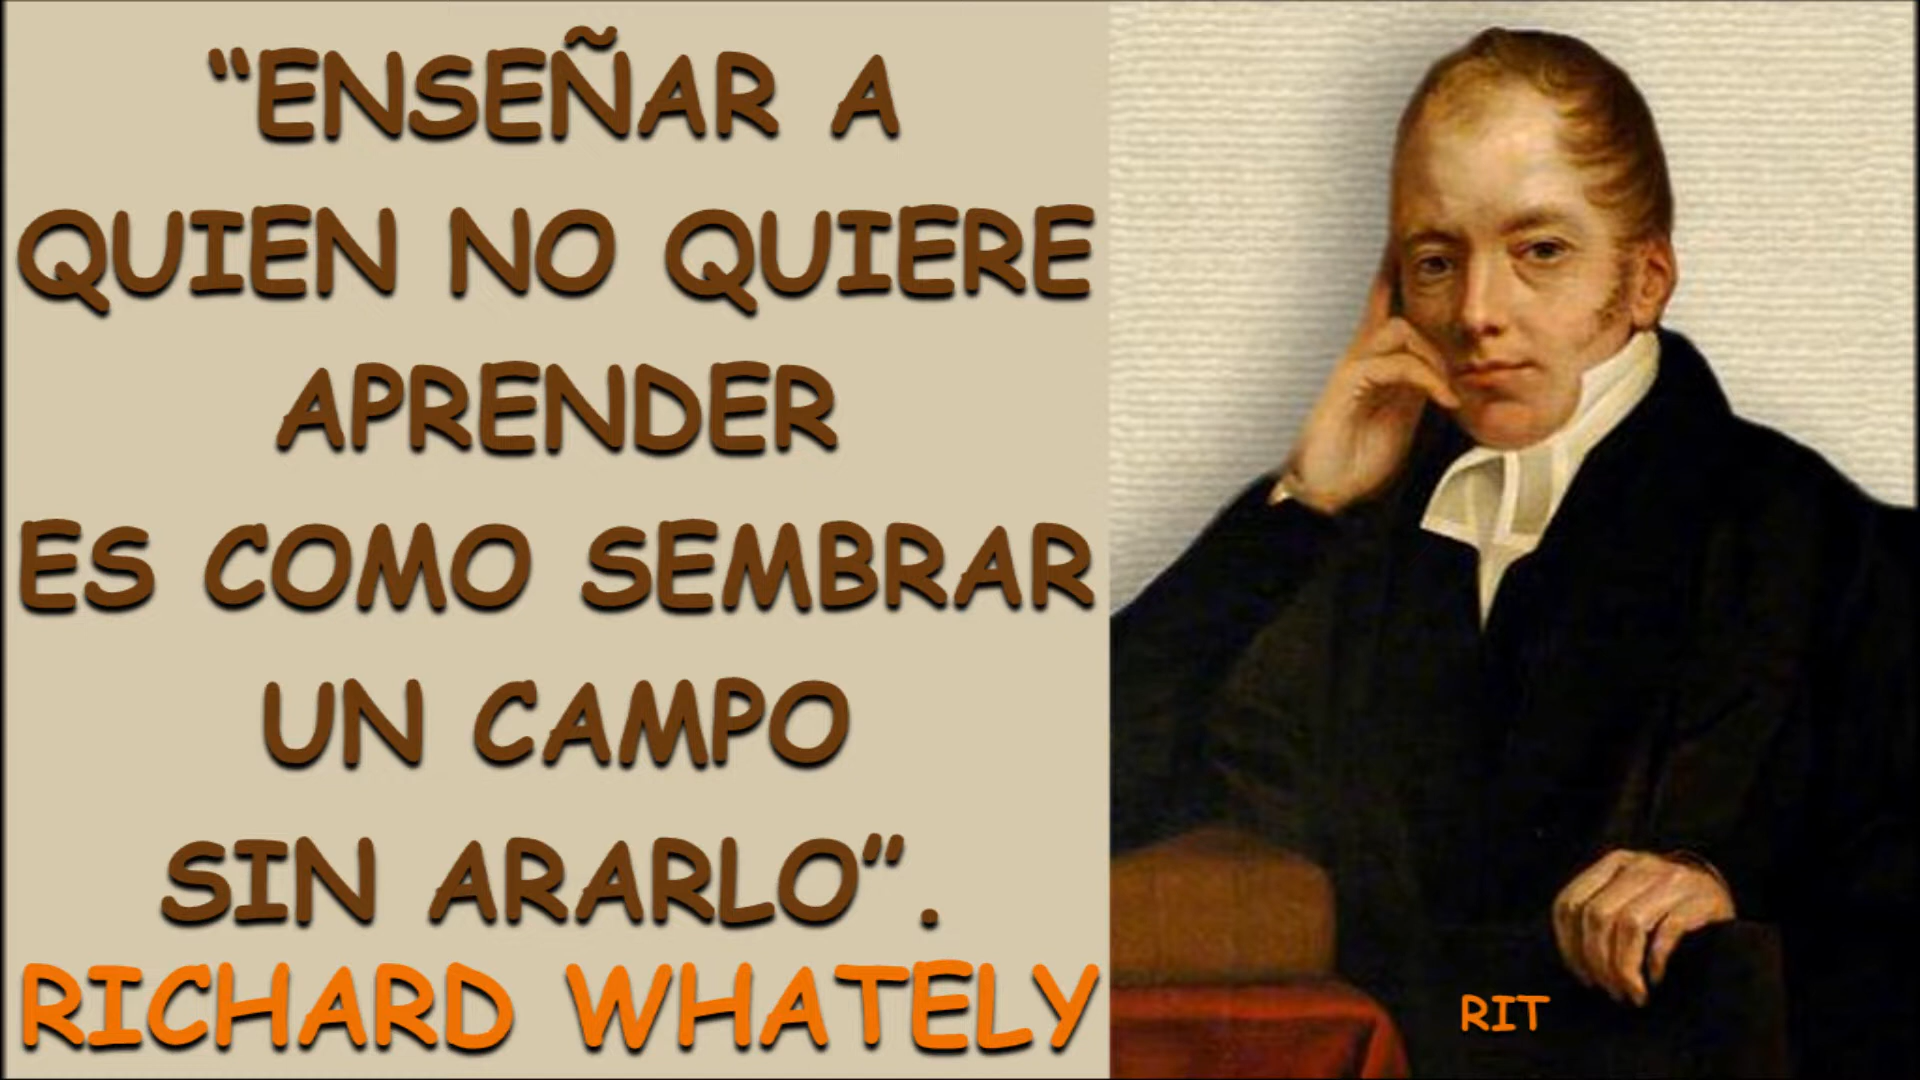 “ENSEÑAR A
QUIEN NO QUIERE
APRENDER
ES COMO SEMBRAR
UN CAMPO
SIN ARARLO”.
RICHARD WHATELY
RIT